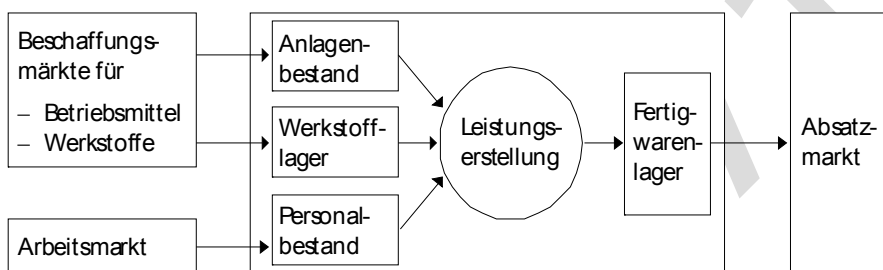 Beschaffungs-
märkte für
– Betriebsmittel
– Werkstoffe
Arbeitsmarkt
Anlagen-
bestand
Werkstoff-
lager
Personal-
bestand
Leistungs-
erstellung
Fertig-
waren-
lager
Absatz-
markt